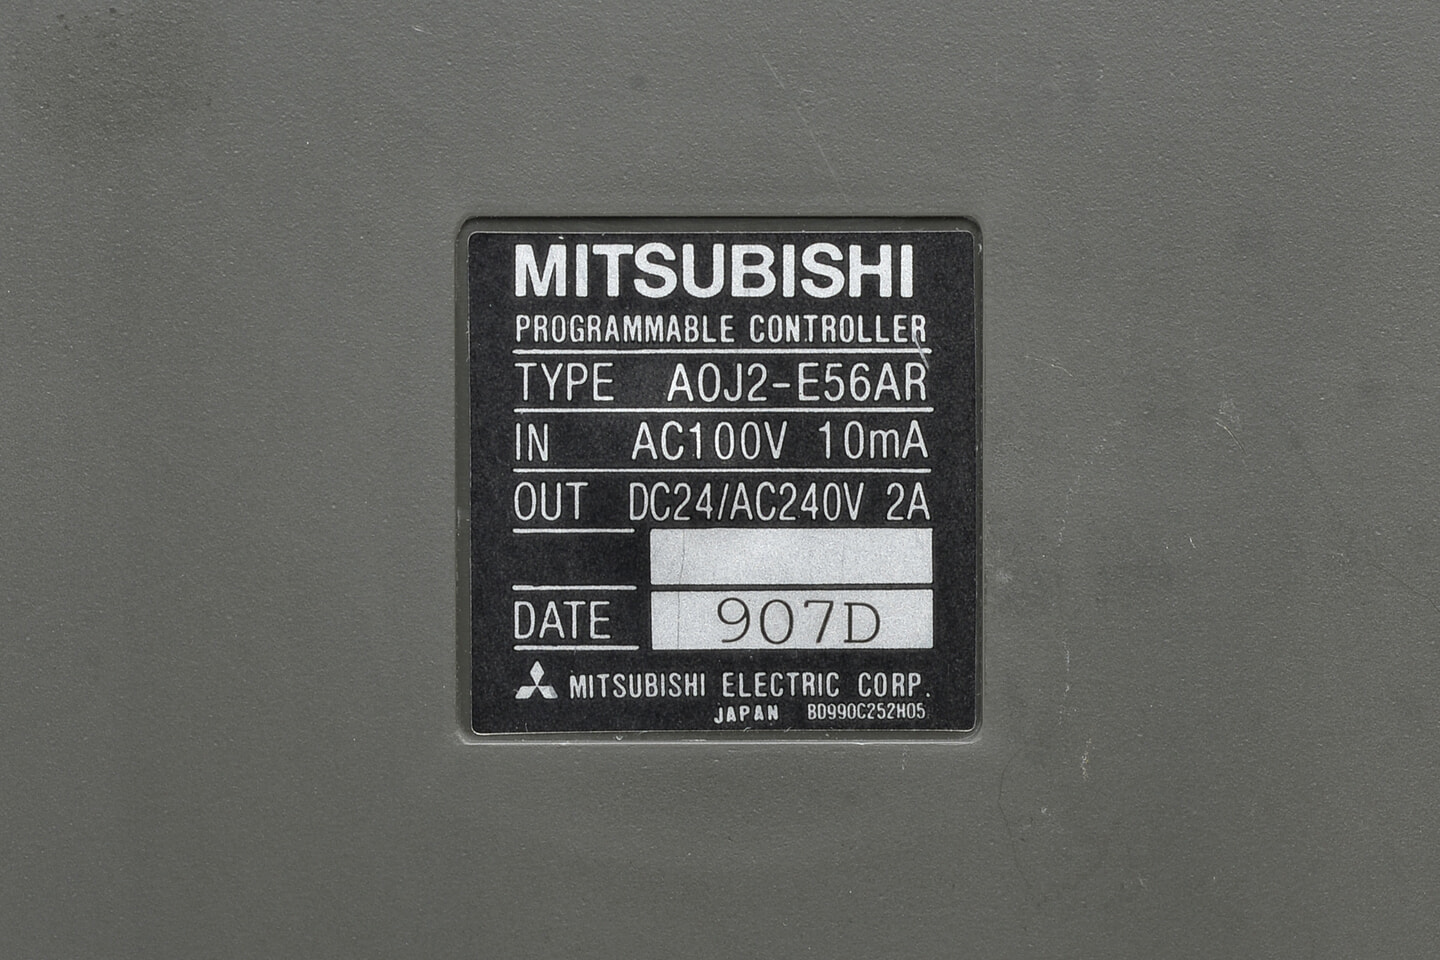 MITSUBISHI
PROGRAMMABLE CONTROLLER
TYPE A0J2-E56AR
IN AC100V 10mA
OUT DC24/AC240V 2A
DATE 907D
MITSUBISHI ELECTRIC CORP.
JAPAN BD990C252H05